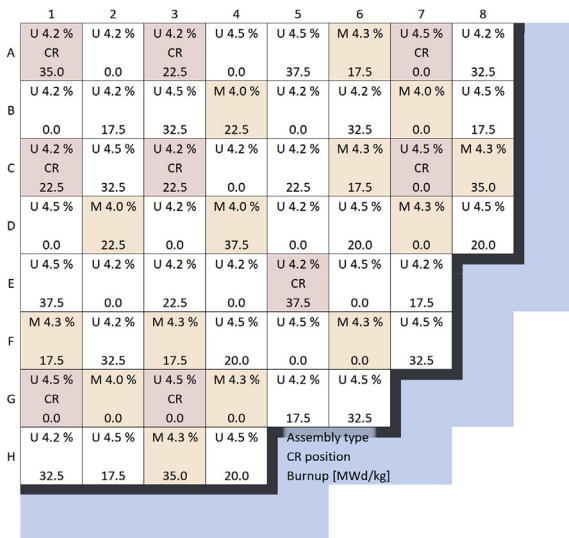 1 2 3 4 5 6 7 8
A
U 4.2 % U 4.2 % U 4.2 % U 4.5 % U 4.5 % M 4.3 % U 4.5 % U 4.2 %
CR CR CR
35.0 0.0 22.5 0.0 37.5 17.5 0.0 32.5
B
U 4.2 % U 4.2 % U 4.5 % M 4.0 % U 4.2 % U 4.2 % M 4.0 % U 4.5 %
0.0 17.5 32.5 22.5 0.0 32.5 0.0 17.5
C
U 4.2 % U 4.5 % U 4.2 % U 4.2 % U 4.2 % M 4.3 % U 4.5 % M 4.3 %
CR CR CR
22.5 32.5 22.5 0.0 22.5 17.5 0.0 35.0
D
U 4.5 % M 4.0 % U 4.2 % M 4.0 % U 4.2 % U 4.5 % M 4.3 % U 4.5 %
0.0 22.5 0.0 37.5 0.0 20.0 0.0 20.0
E
U 4.5 % U 4.2 % U 4.2 % U 4.2 % U 4.2 % U 4.5 % U 4.2 %
CR
37.5 0.0 22.5 0.0 37.5 0.0 17.5
F
M 4.3 % U 4.2 % M 4.3 % U 4.5 % U 4.5 % M 4.3 % U 4.5 %
17.5 32.5 17.5 20.0 0.0 0.0 32.5
G
U 4.5 % M 4.0 % U 4.5 % M 4.3 % U 4.2 % U 4.5 %
CR CR
0.0 0.0 0.0 0.0 17.5 32.5
H
U 4.2 % U 4.5 % M 4.3 % U 4.5 %
32.5 17.5 35.0 20.0
Assembly type
CR position
Burnup [MWd/kg]